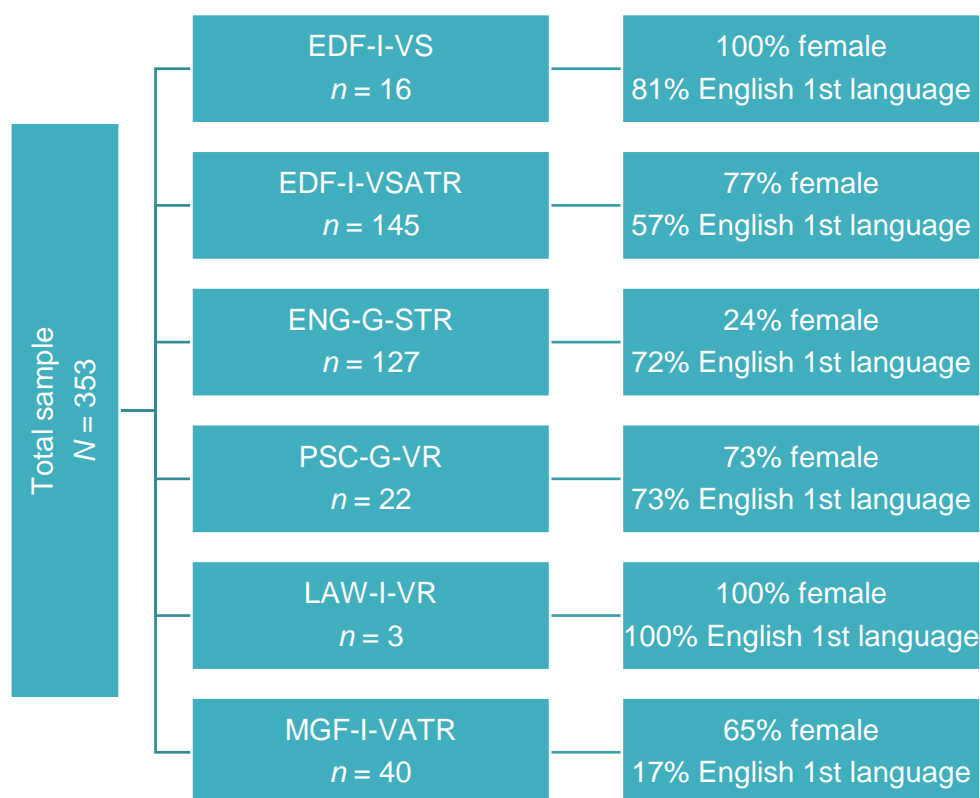 Total sample
N = 353
EDF-I-VS
n = 16
100% female
81% English 1st language
EDF-I-VSATR
n = 145
77% female
57% English 1st language
ENG-G-STR
n = 127
24% female
72% English 1st language
PSC-G-VR
n = 22
73% female
73% English 1st language
LAW-I-VR
n = 3
100% female
100% English 1st language
MGF-I-VATR
n = 40
65% female
17% English 1st language